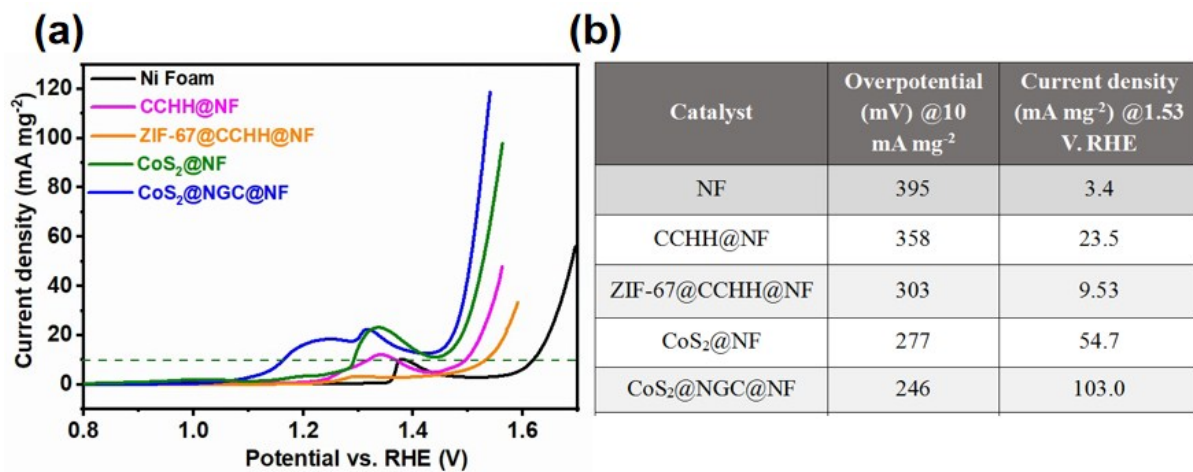 (a)
(b)
Current density (mA mg⁻²)
120
100
80
60
40
20
0
0.8
1.0
1.2
1.4
1.6
Potential vs. RHE (V)
Ni Foam
CCHH@NF
ZIF-67@CCHH@NF
CoS₂@NF
CoS₂@NGC@NF
Catalyst
Overpotential
(mV) @10
mA mg⁻²
Current density
(mA mg⁻²) @1.53
V. RHE
NF
395
3.4
CCHH@NF
358
23.5
ZIF-67@CCHH@NF
303
9.53
CoS₂@NF
277
54.7
CoS₂@NGC@NF
246
103.0